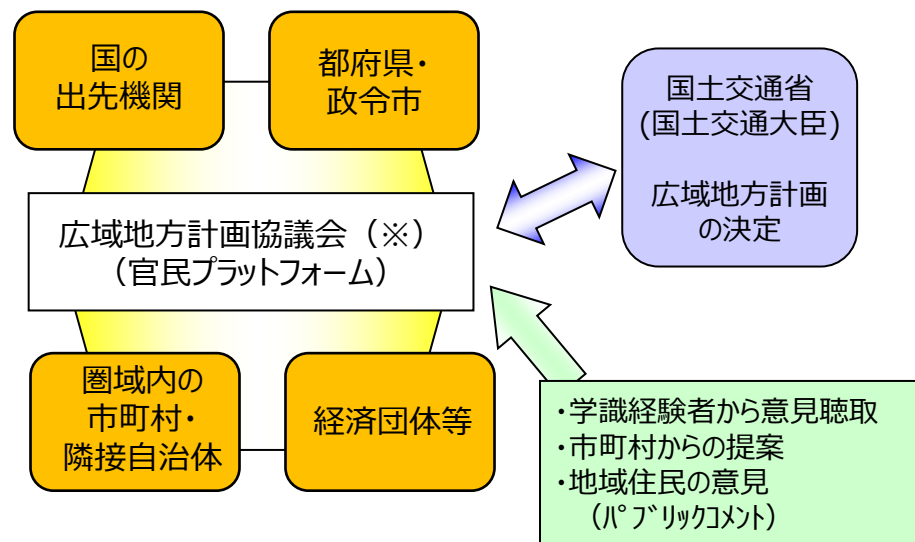 国の
出先機関
都府県・
政令市
国土交通省
(国土交通大臣)
広域地方計画
の決定
広域地方計画協議会（※）
（官民プラットフォーム）
圏域内の
市町村・
隣接自治体
経済団体等
・学識経験者から意見聴取
・市町村からの提案
・地域住民の意見
（ﾊﾟﾌﾞﾘｯｸｺﾒﾝﾄ）